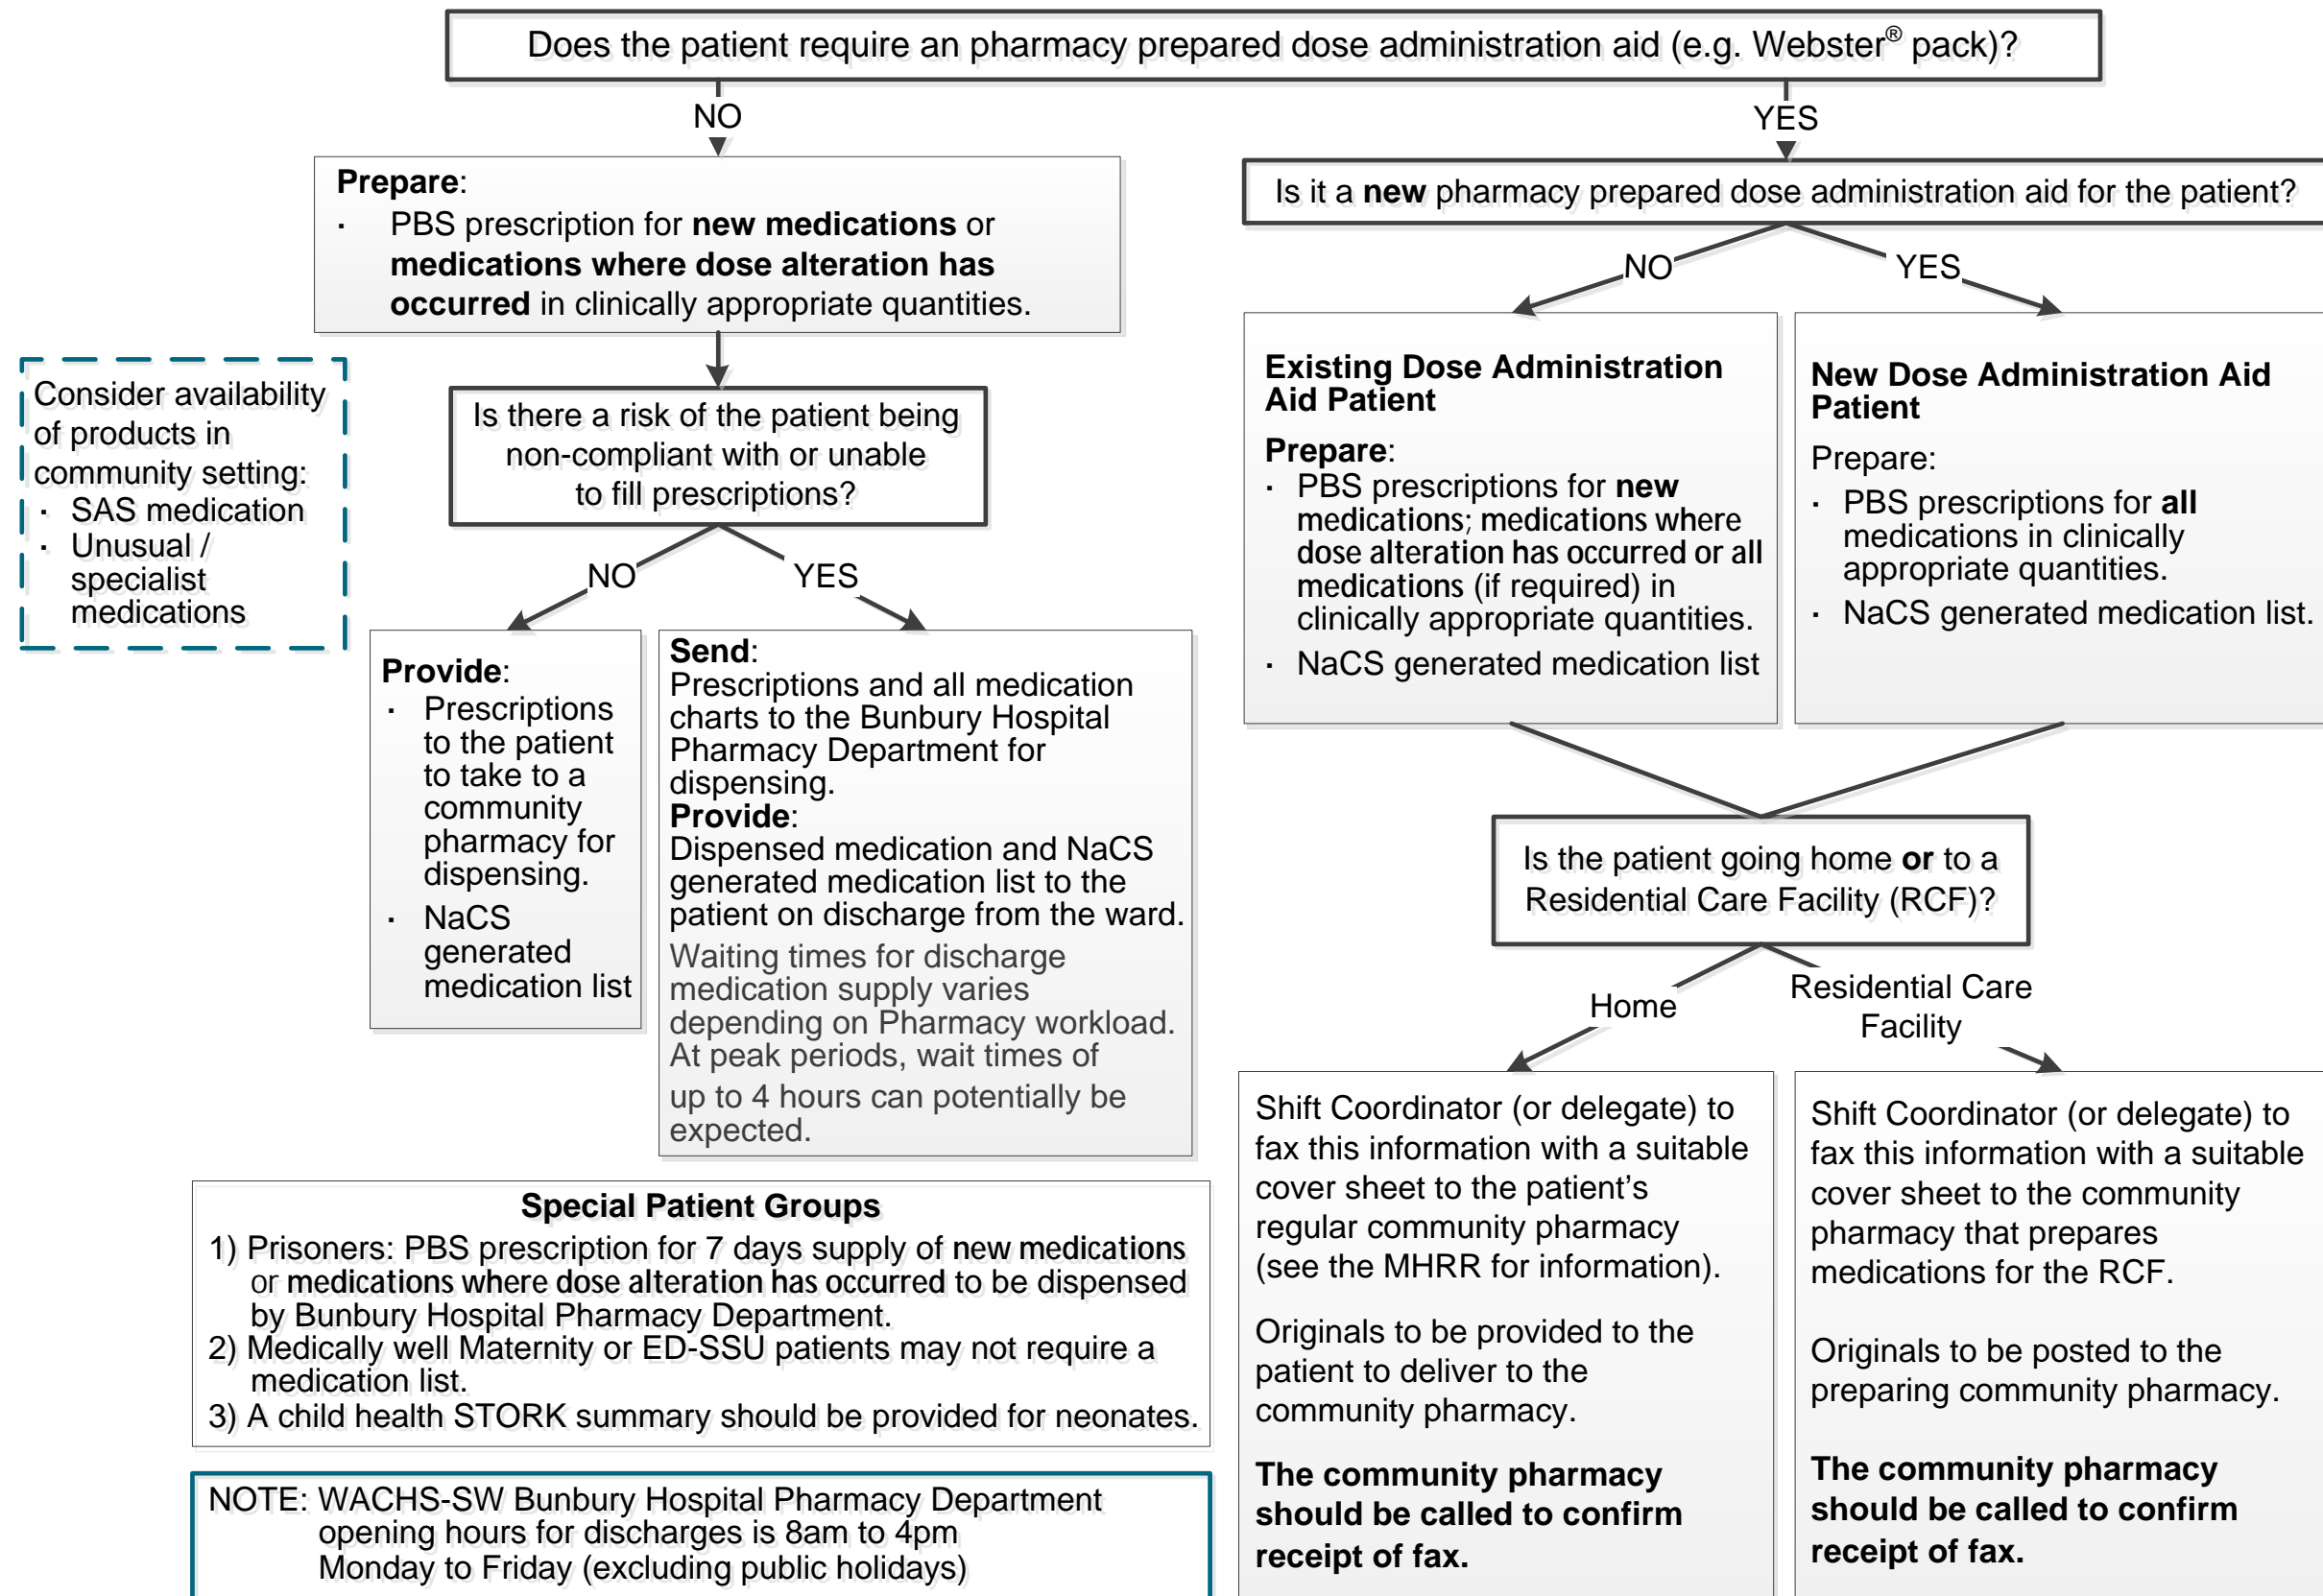 Does the patient require an pharmacy prepared dose administration aid (e.g. Webster® pack)?
NO
YES
Prepare:
· PBS prescription for new medications or
medications where dose alteration has
occurred in clinically appropriate quantities.
Is it a new pharmacy prepared dose administration aid for the patient?
NO
YES
Consider availability
of products in
community setting:
· SAS medication
· Unusual /
specialist
medications
Is there a risk of the patient being
non-compliant with or unable
to fill prescriptions?
NO
YES
Provide:
· Prescriptions
to the patient
to take to a
community
pharmacy for
dispensing.
· NaCS
generated
medication list
Send:
Prescriptions and all medication
charts to the Bunbury Hospital
Pharmacy Department for
dispensing.
Provide:
Dispensed medication and NaCS
generated medication list to the
patient on discharge from the ward.
Waiting times for discharge
medication supply varies
depending on Pharmacy workload.
At peak periods, wait times of
up to 4 hours can potentially be
expected.
Existing Dose Administration
Aid Patient
Prepare:
· PBS prescriptions for new
medications; medications where
dose alteration has occurred or all
medications (if required) in
clinically appropriate quantities.
· NaCS generated medication list
New Dose Administration Aid
Patient
Prepare:
· PBS prescriptions for all
medications in clinically
appropriate quantities.
· NaCS generated medication list.
Is the patient going home or to a
Residential Care Facility (RCF)?
Home
Residential Care
Facility
Shift Coordinator (or delegate) to
fax this information with a suitable
cover sheet to the patient's
regular community pharmacy
(see the MHRR for information).
Originals to be provided to the
patient to deliver to the
community pharmacy.
The community pharmacy
should be called to confirm
receipt of fax.
Shift Coordinator (or delegate) to
fax this information with a suitable
cover sheet to the community
pharmacy that prepares
medications for the RCF.
Originals to be posted to the
preparing community pharmacy.
The community pharmacy
should be called to confirm
receipt of fax.
Special Patient Groups
1) Prisoners: PBS prescription for 7 days supply of new medications
or medications where dose alteration has occurred to be dispensed
by Bunbury Hospital Pharmacy Department.
2) Medically well Maternity or ED-SSU patients may not require a
medication list.
3) A child health STORK summary should be provided for neonates.
NOTE: WACHS-SW Bunbury Hospital Pharmacy Department
opening hours for discharges is 8am to 4pm
Monday to Friday (excluding public holidays)